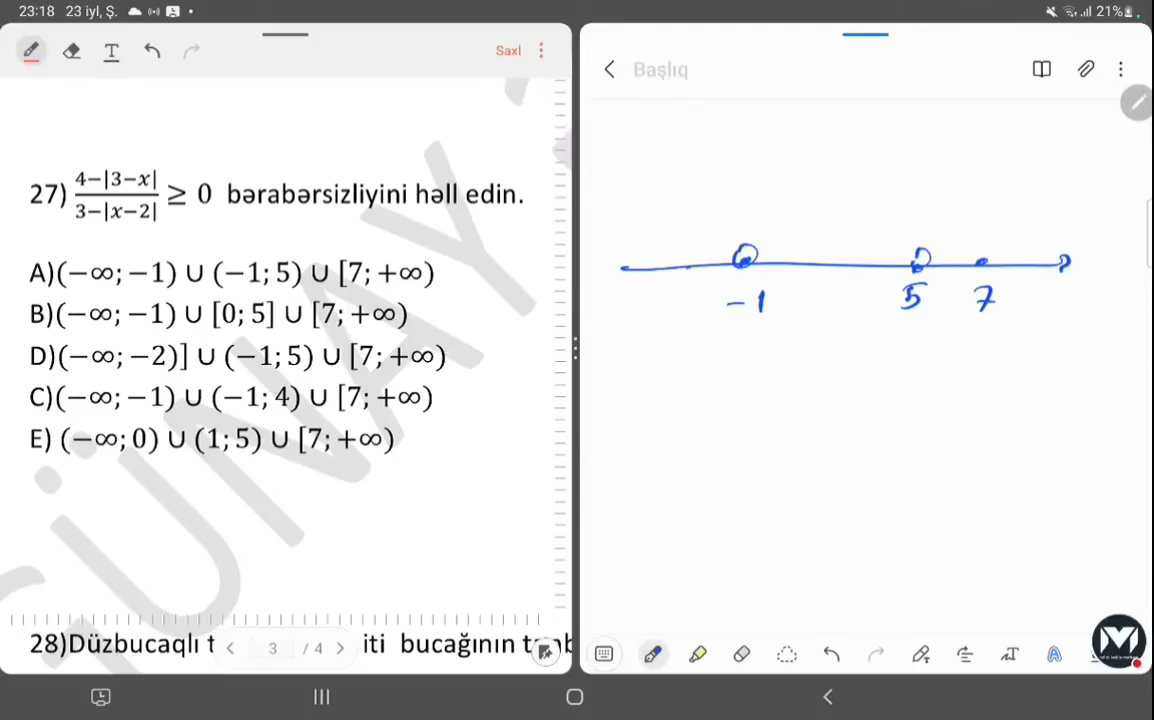 23:18 23 iyl, Ş.
21%
Saxl
Başlıq
27) \frac{4-|3-x|}{3-|x-2|} ≥ 0 bərabərsizliyini həll edin.
A)(−∞; −1) ∪ (−1; 5) ∪ [7; +∞)
B)(−∞; −1) ∪ [0; 5] ∪ [7; +∞)
D)(−∞; −2)] ∪ (−1; 5) ∪ [7; +∞)
C)(−∞; −1) ∪ (−1; 4) ∪ [7; +∞)
E) (−∞; 0) ∪ (1; 5) ∪ [7; +∞)
-1 5 7
28)Düzbucaqlı t iti bucağının
3 / 4
GÜNAY